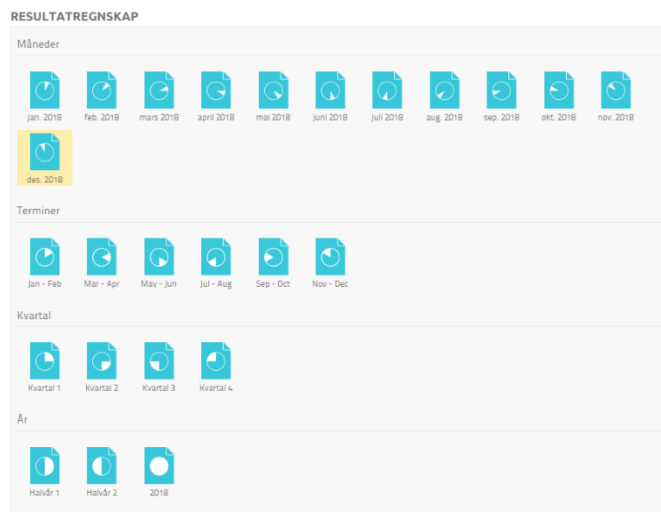 RESULTATREGNSKAP
Måneder
jan. 2018 feb. 2018 mars 2018 april 2018 mai 2018 juni 2018 juli 2018 aug. 2018 sep. 2018 okt. 2018 nov. 2018
des. 2018
Terminer
Jan - Feb Mar - Apr May - Jun Jul - Aug Sep - Oct Nov - Dec
Kvartal
Kvartal 1 Kvartal 2 Kvartal 3 Kvartal 4
År
Halvår 1 Halvår 2 2018